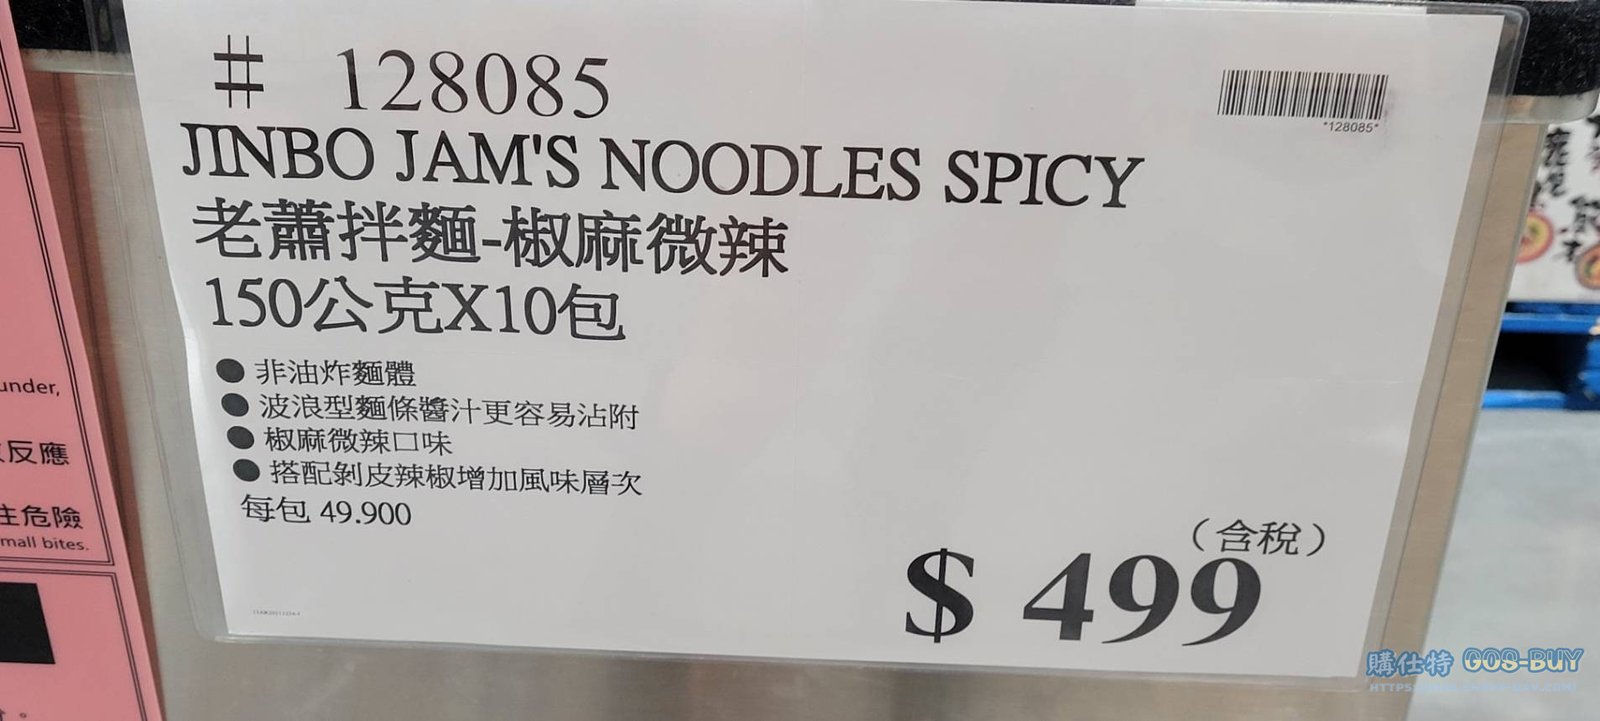 # 128085
*128085*
JINBO JAM'S NOODLES SPICY
老蕭拌麵-椒麻微辣
150公克X10包
● 非油炸麵體
● 波浪型麵條醬汁更容易沾附
● 椒麻微辣口味
● 搭配剝皮辣椒增加風味層次
每包 49.900
(含稅)
$ 499
under,
反應
主危險
mall bites.
購仕特 GOS-BUY